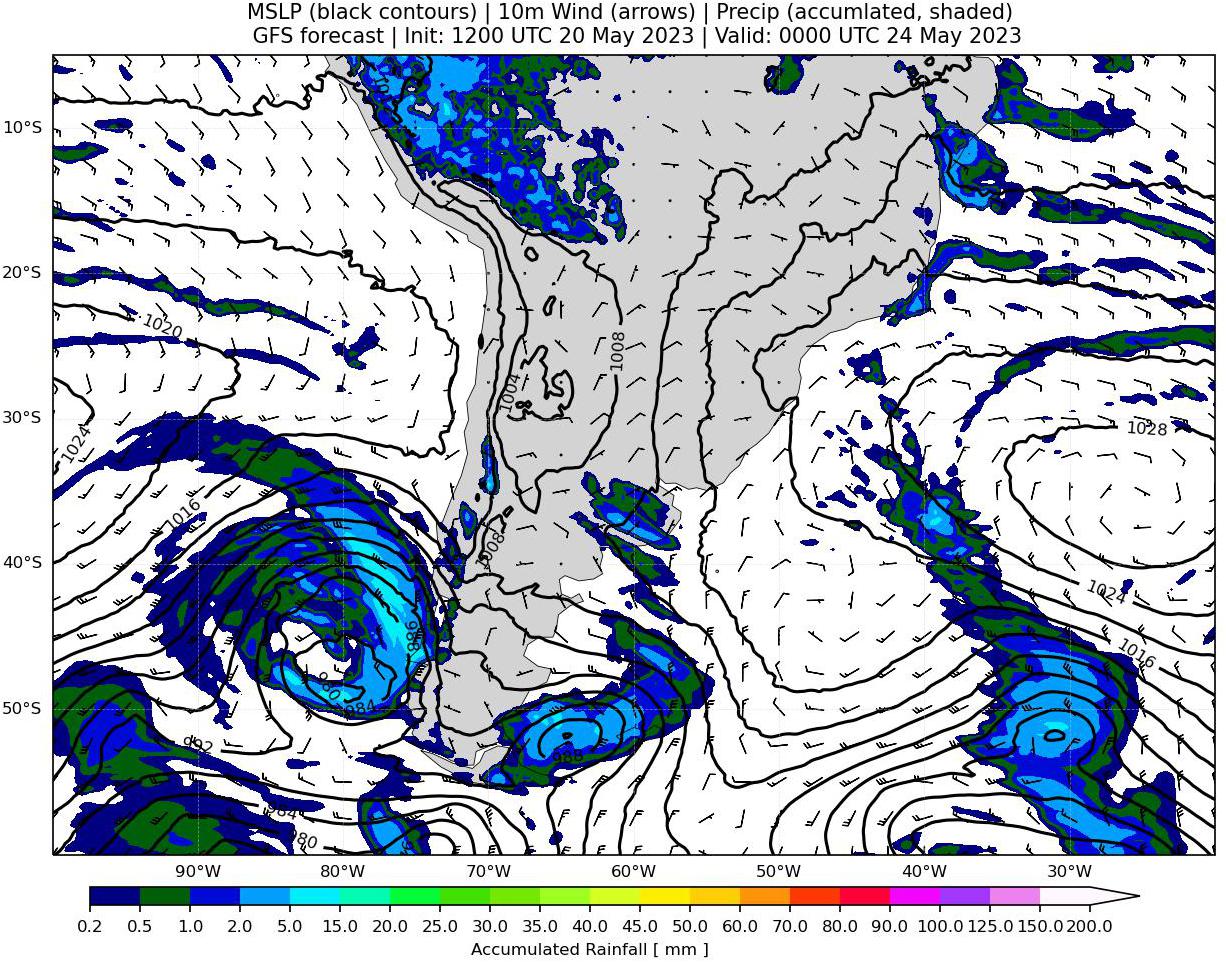 MSLP (black contours) | 10m Wind (arrows) | Precip (accumlated, shaded)
GFS forecast | Init: 1200 UTC 20 May 2023 | Valid: 0000 UTC 24 May 2023
10°S
20°S
1020
1008
1004
30°S
1028
1024
1016
1008
40°S
1024
1016
980
984
50°S
992
988
984
980
90°W 80°W 70°W 60°W 50°W 40°W 30°W
0.2 0.5 1.0 2.0 5.0 10.0 15.0 20.0 25.0 30.0 35.0 40.0 45.0 50.0 60.0 70.0 80.0 90.0 100.0 125.0 150.0 200.0
Accumulated Rainfall [ mm ]